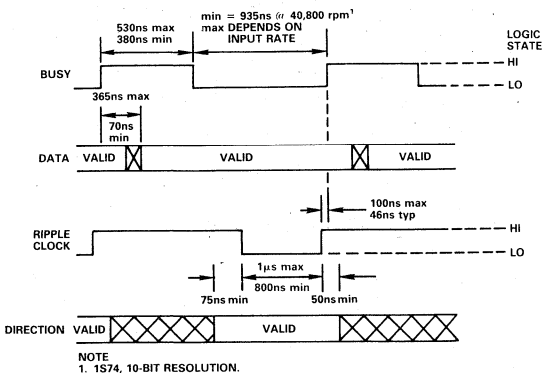 min = 935ns @ 40,800 rpm¹
530ns max
380ns min
max DEPENDS ON
INPUT RATE
LOGIC
STATE
HI
BUSY
LO
365ns max
70ns
min
DATA VALID VALID VALID
100ns max
46ns typ
RIPPLE
CLOCK
HI
LO
1μs max
800ns min
75ns min
50ns min
DIRECTION VALID VALID
NOTE
1. 1S74, 10-BIT RESOLUTION.